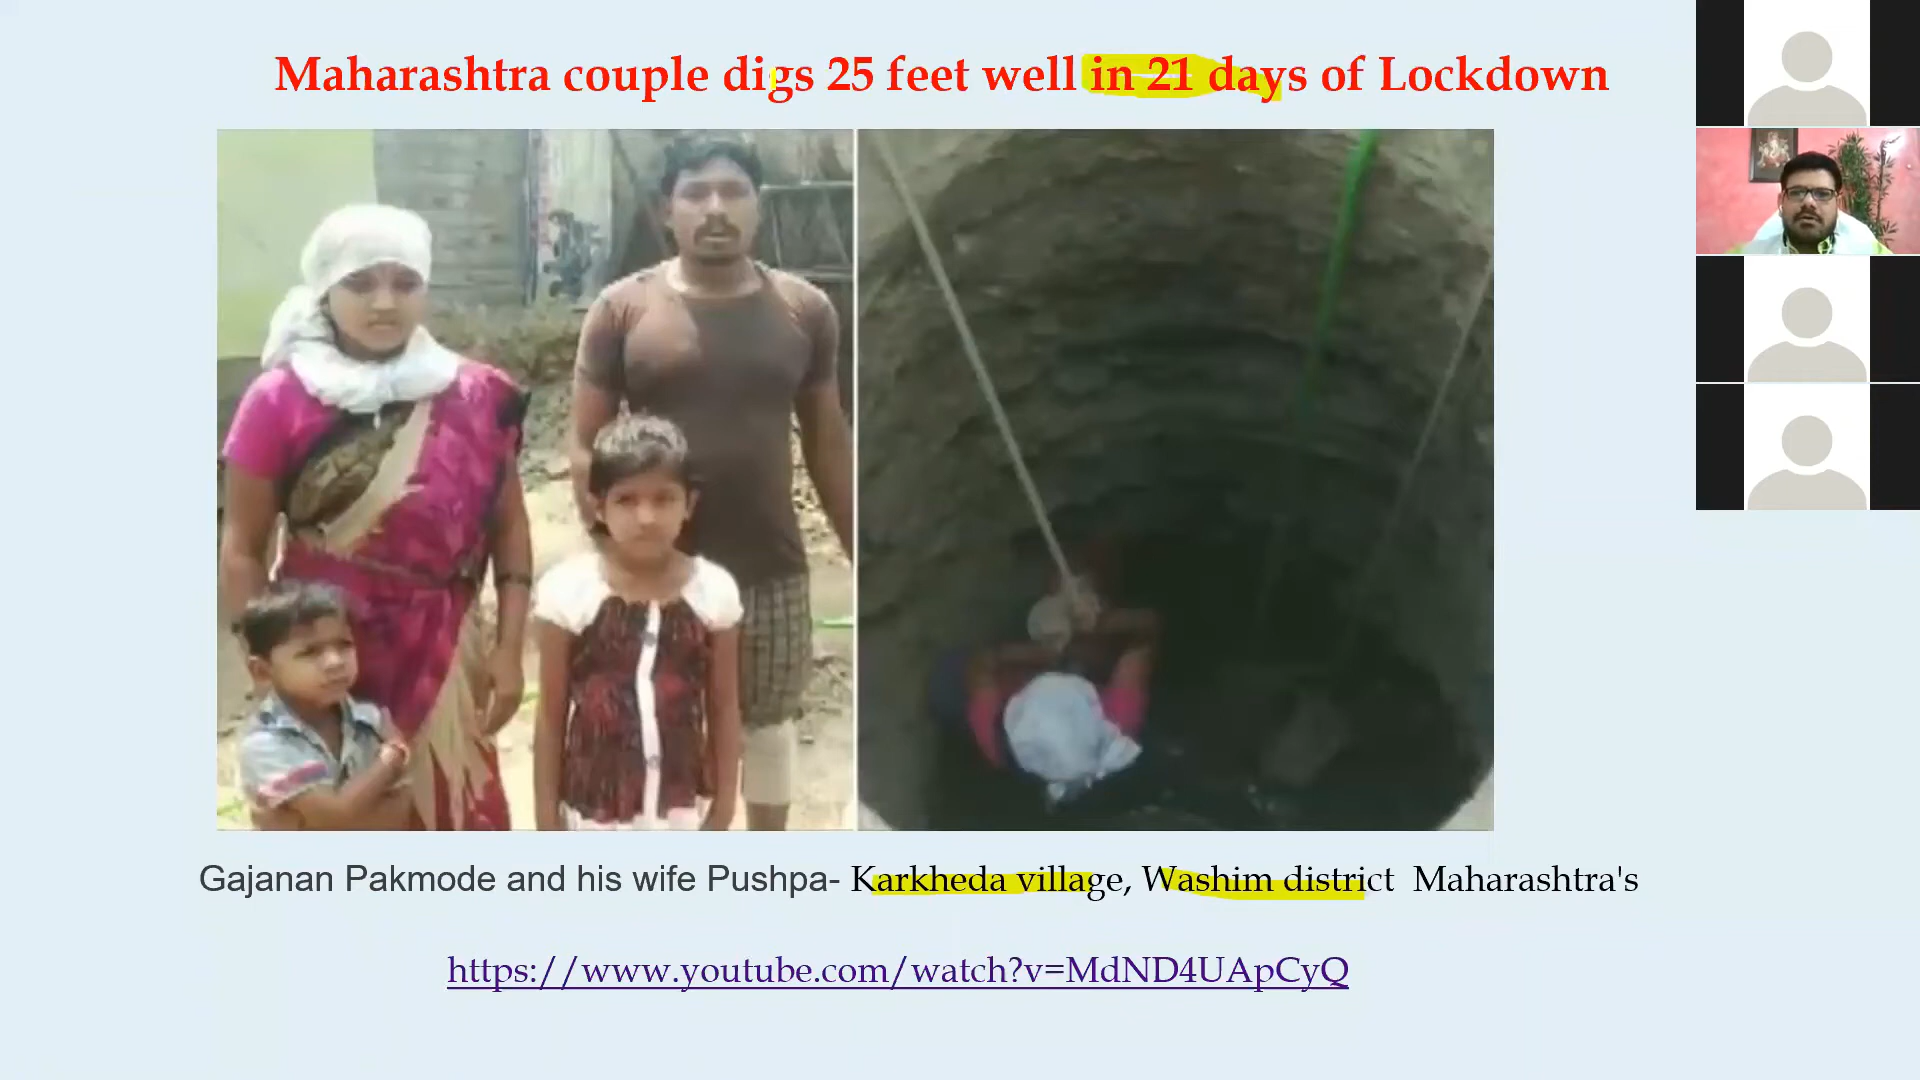 Maharashtra couple digs 25 feet well in 21 days of Lockdown
Gajanan Pakmode and his wife Pushpa- Karkheda village, Washim district Maharashtra's
https://www.youtube.com/watch?v=MdND4UApCyQ